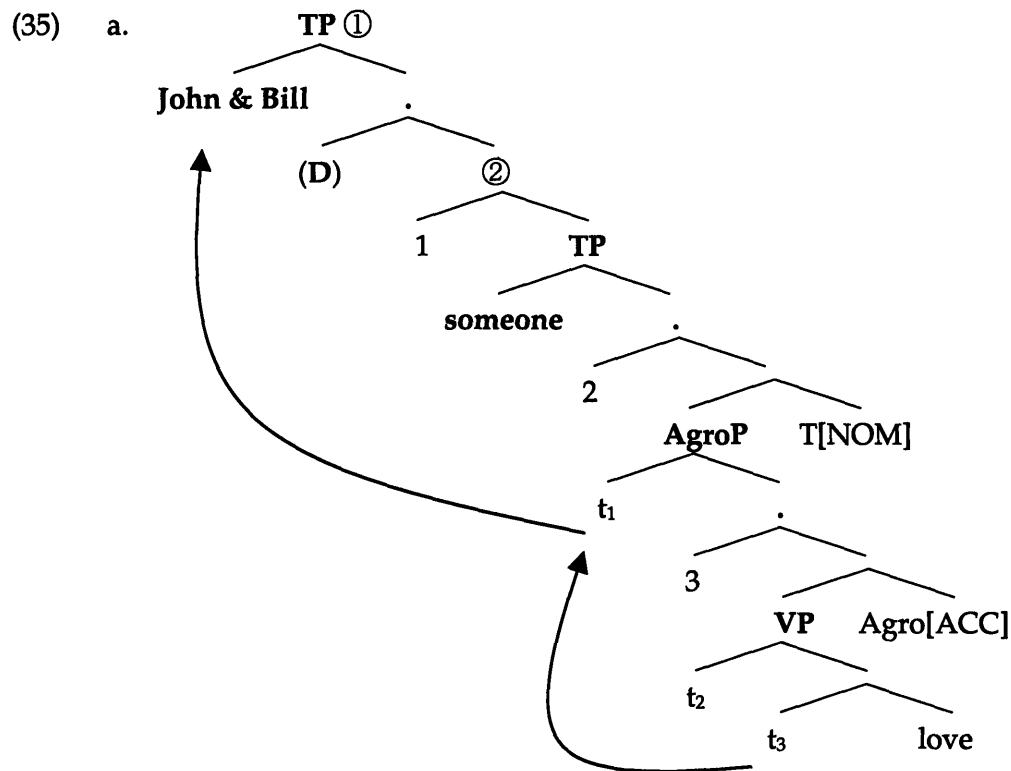 (35) a. TP ①
John & Bill .
(D) ②
1 TP
someone .
2
AgroP T[NOM]
t₁ .
3
VP Agro[ACC]
t₂
t₃ love